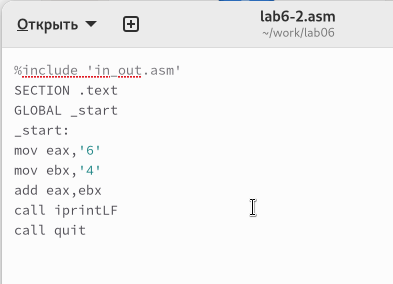 Открыть
lab6-2.asm
~/work/lab06
%include 'in_out.asm'
SECTION .text
GLOBAL _start
_start:
mov eax,'6'
mov ebx,'4'
add eax,ebx
call iprintLF
call quit